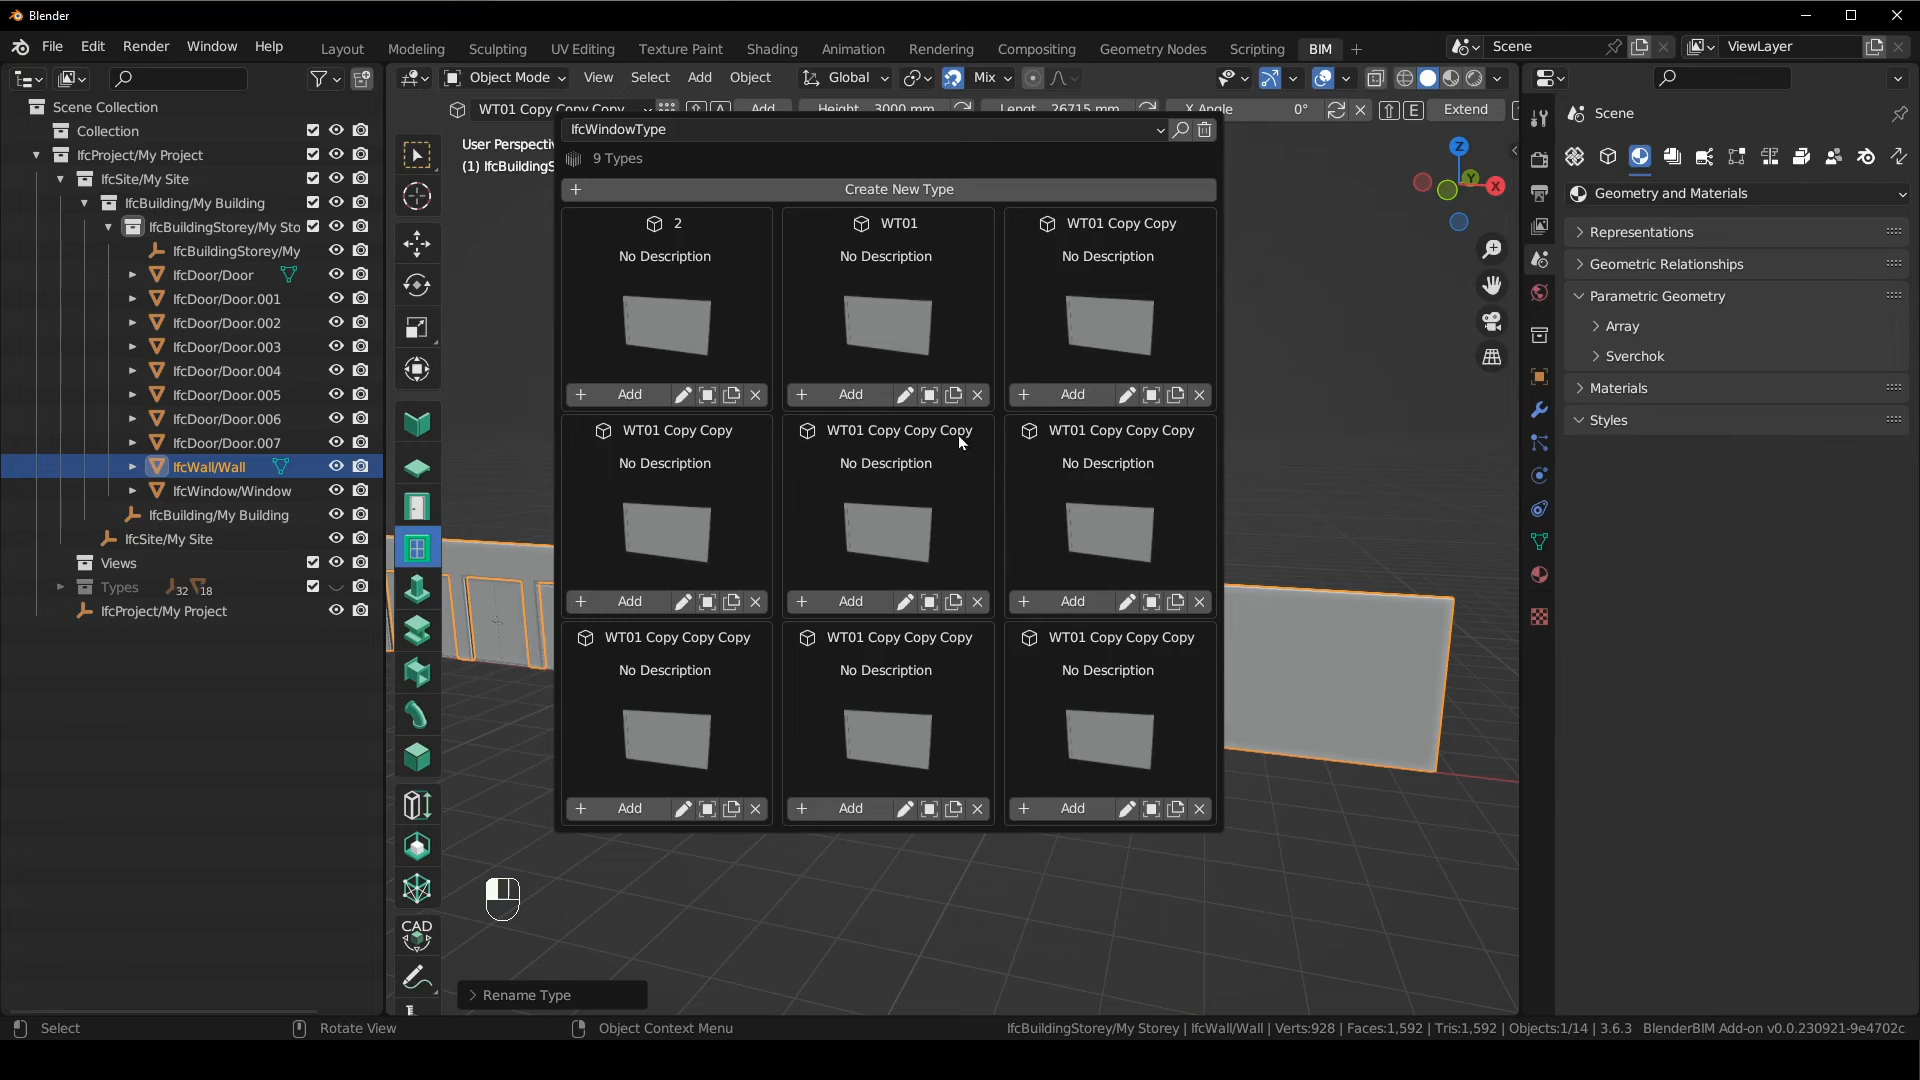 Blender
File Edit Render Window Help
Layout Modeling Sculpting UV Editing Texture Paint Shading Animation Rendering Compositing Geometry Nodes Scripting BIM
Scene ViewLayer
Object Mode View Select Add Object Global Mix
WT01 Copy Copy Copy A Add Height 3000 mm Lengt 26715 mm X Angle 0° E Extend
User Perspectiv
(1) IfcBuildingS
Scene Collection
Collection
IfcProject/My Project
IfcSite/My Site
IfcBuilding/My Building
IfcBuildingStorey/My Sto
IfcBuildingStorey/My
IfcDoor/Door
IfcDoor/Door.001
IfcDoor/Door.002
IfcDoor/Door.003
IfcDoor/Door.004
IfcDoor/Door.005
IfcDoor/Door.006
IfcDoor/Door.007
IfcWall/Wall
IfcWindow/Window
IfcBuilding/My Building
IfcSite/My Site
Views
Types 32 18
IfcProject/My Project
CAD
IfcWindowType
9 Types
Create New Type
2 WT01 WT01 Copy Copy
No Description No Description No Description
Add Add Add
WT01 Copy Copy WT01 Copy Copy Copy WT01 Copy Copy Copy
No Description No Description No Description
Add Add Add
WT01 Copy Copy Copy WT01 Copy Copy Copy WT01 Copy Copy Copy
No Description No Description No Description
Add Add Add
Rename Type
Z
Y
X
Scene
Geometry and Materials
Representations
Geometric Relationships
Parametric Geometry
Array
Sverchok
Materials
Styles
Select Rotate View Object Context Menu
IfcBuildingStorey/My Storey | IfcWall/Wall | Verts:928 | Faces:1,592 | Tris:1,592 | Objects:1/14 | 3.6.3 BlenderBIM Add-on v0.0.230921-9e4702c